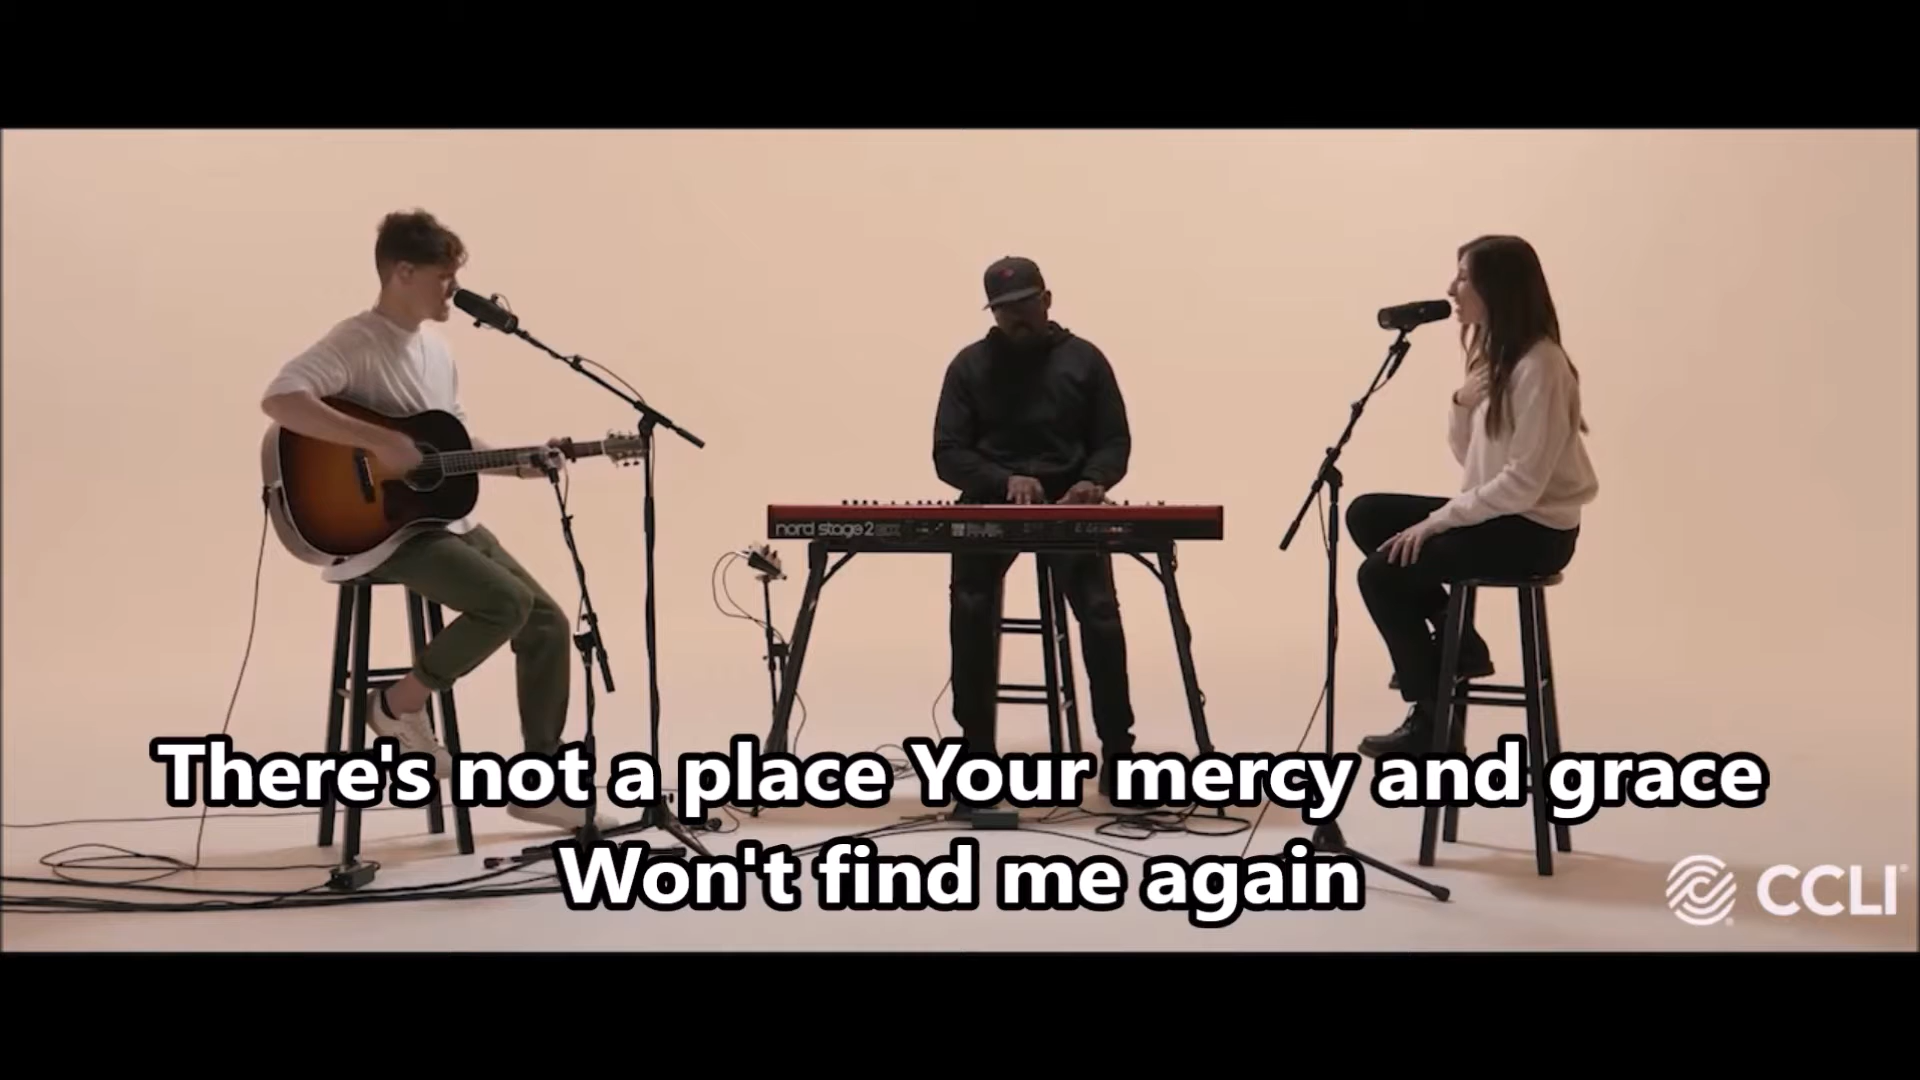 nord stage 2
There's not a place Your mercy and grace
Won't find me again
CCLI